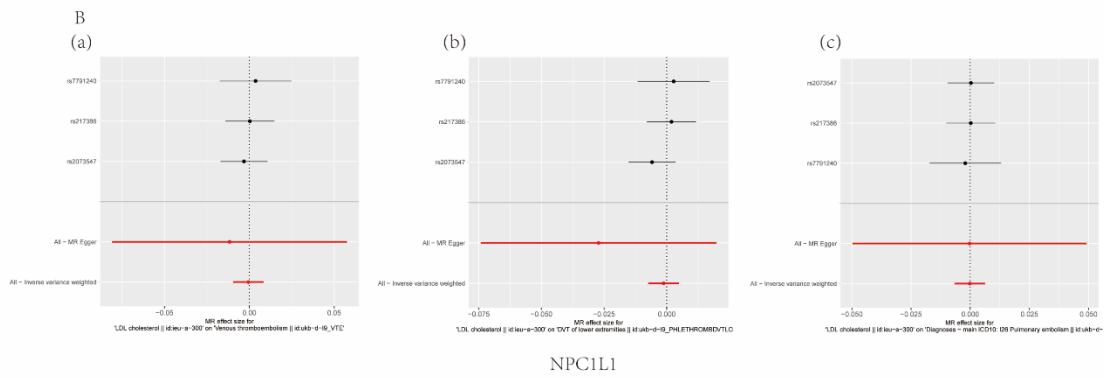 B
(a)
rs7791240
rs217386
rs2073547
All − MR Egger
All − Inverse variance weighted
−0.05
0.00
0.05
MR effect size for
'LDL cholesterol || id:ieu-a-300' on 'Venous thromboembolism || id:ukb-d-I9_VTE'
(b)
rs7791240
rs217386
rs2073547
All − MR Egger
All − Inverse variance weighted
−0.075
−0.050
−0.025
0.000
MR effect size for
'LDL cholesterol || id:ieu-a-300' on 'DVT of lower extremities || id:ukb-d-I9_PHLETHROMBDVTLO
(c)
rs2073547
rs217386
rs7791240
All − MR Egger
All − Inverse variance weighted
−0.050
−0.025
0.000
0.025
0.050
MR effect size for
'LDL cholesterol || id:ieu-a-300' on 'Diagnoses − main ICD10: I26 Pulmonary embolism || id:ukb-d-
NPC1L1